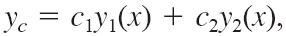 y_c = c_1y_1(x) + c_2y_2(x),